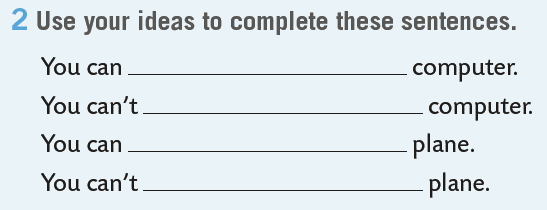 2 Use your ideas to complete these sentences.
You can ______________________ computer.
You can't ______________________ computer.
You can ______________________ plane.
You can't ______________________ plane.